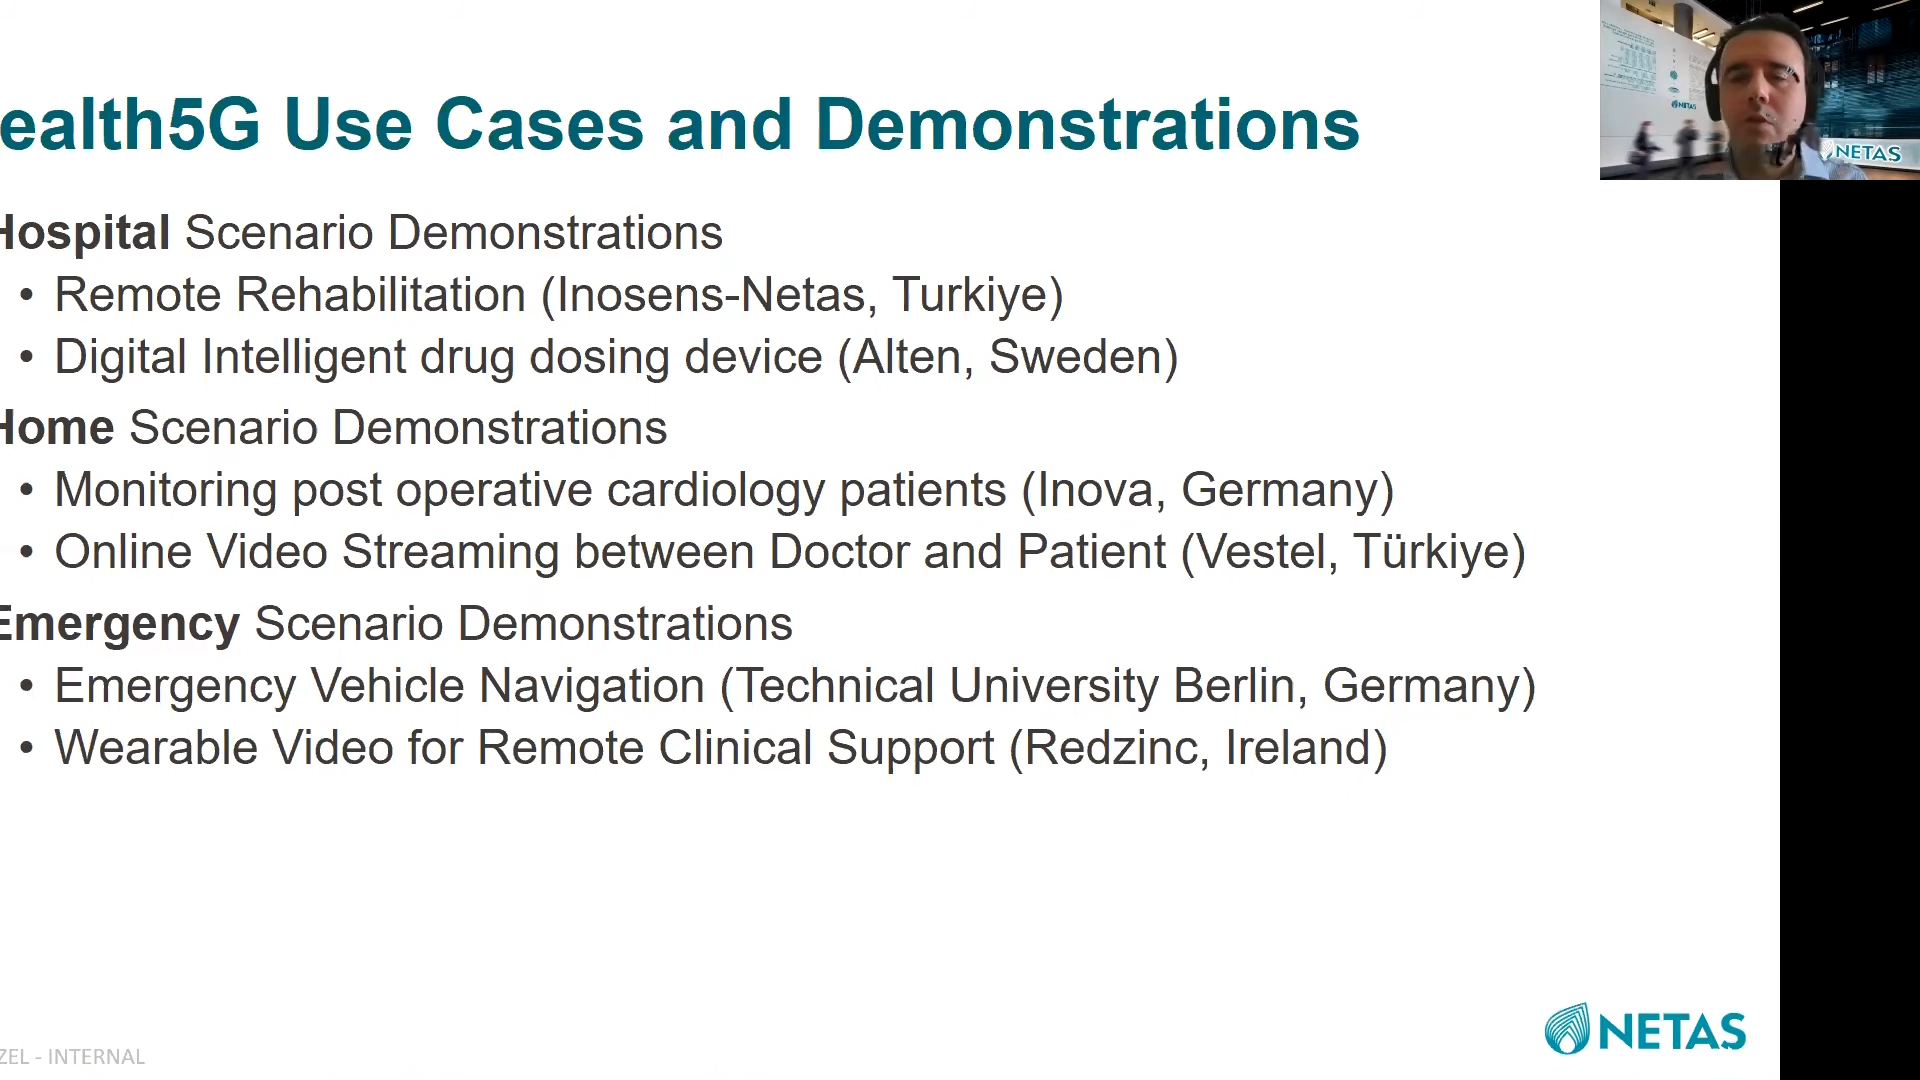 ealth5G Use Cases and Demonstrations
Hospital Scenario Demonstrations
• Remote Rehabilitation (Inosens-Netas, Turkiye)
• Digital Intelligent drug dosing device (Alten, Sweden)
Home Scenario Demonstrations
• Monitoring post operative cardiology patients (Inova, Germany)
• Online Video Streaming between Doctor and Patient (Vestel, Türkiye)
Emergency Scenario Demonstrations
• Emergency Vehicle Navigation (Technical University Berlin, Germany)
• Wearable Video for Remote Clinical Support (Redzinc, Ireland)
NETAS
NETAS
NETAS
ZEL - INTERNAL